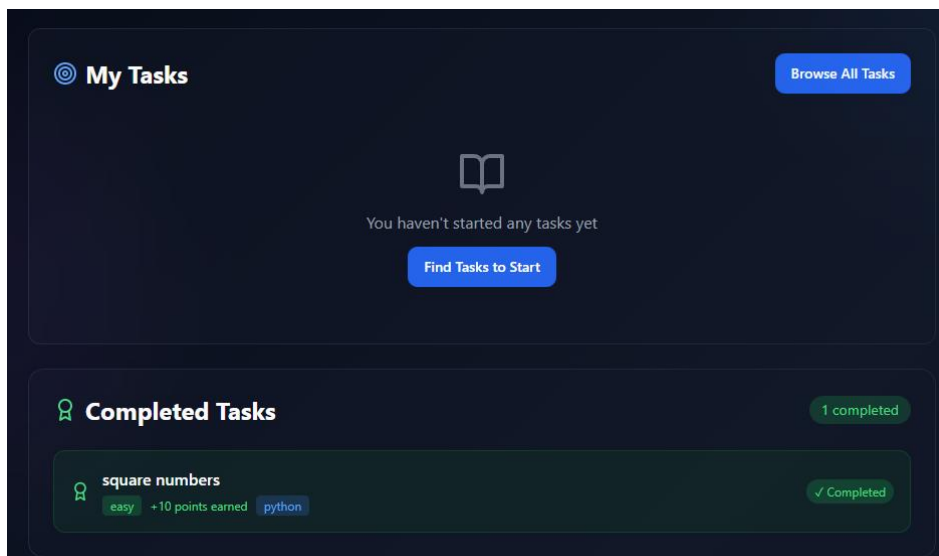 My Tasks
Browse All Tasks
You haven't started any tasks yet
Find Tasks to Start
Completed Tasks
1 completed
square numbers
easy +10 points earned python
✓ Completed